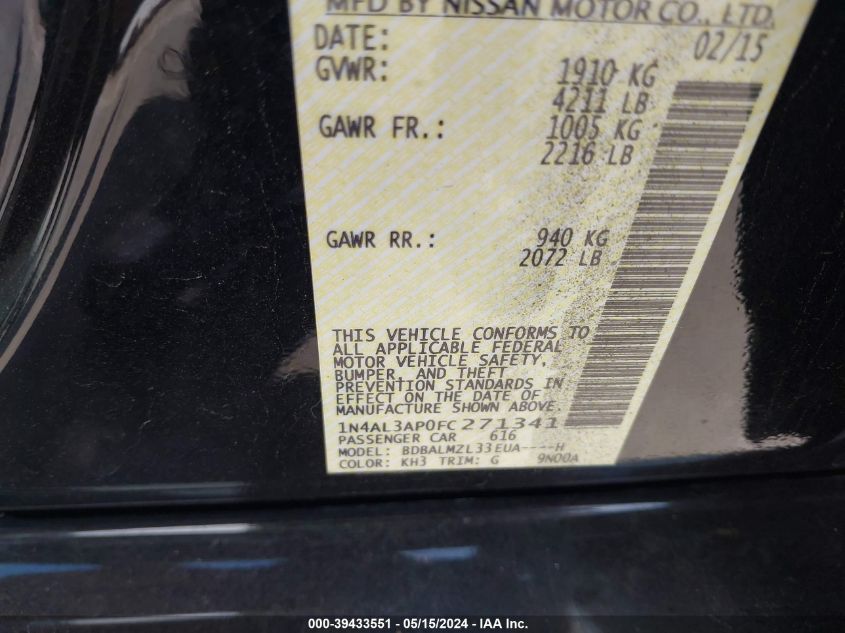 MFD BY NISSAN MOTOR CO., LTD.
DATE: 02/15
GVWR: 1910 KG
4211 LB
GAWR FR.: 1005 KG
2216 LB
GAWR RR.: 940 KG
2072 LB
THIS VEHICLE CONFORMS TO
ALL APPLICABLE FEDERAL
MOTOR VEHICLE SAFETY,
BUMPER, AND THEFT
PREVENTION STANDARDS IN
EFFECT ON THE DATE OF
MANUFACTURE SHOWN ABOVE.
1N4AL3AP0FC271341
PASSENGER CAR 616
MODEL: BDBALMZL33EUA----H
COLOR: KH3 TRIM: G 9N00A
000-39433551 - 05/15/2024 - IAA Inc.